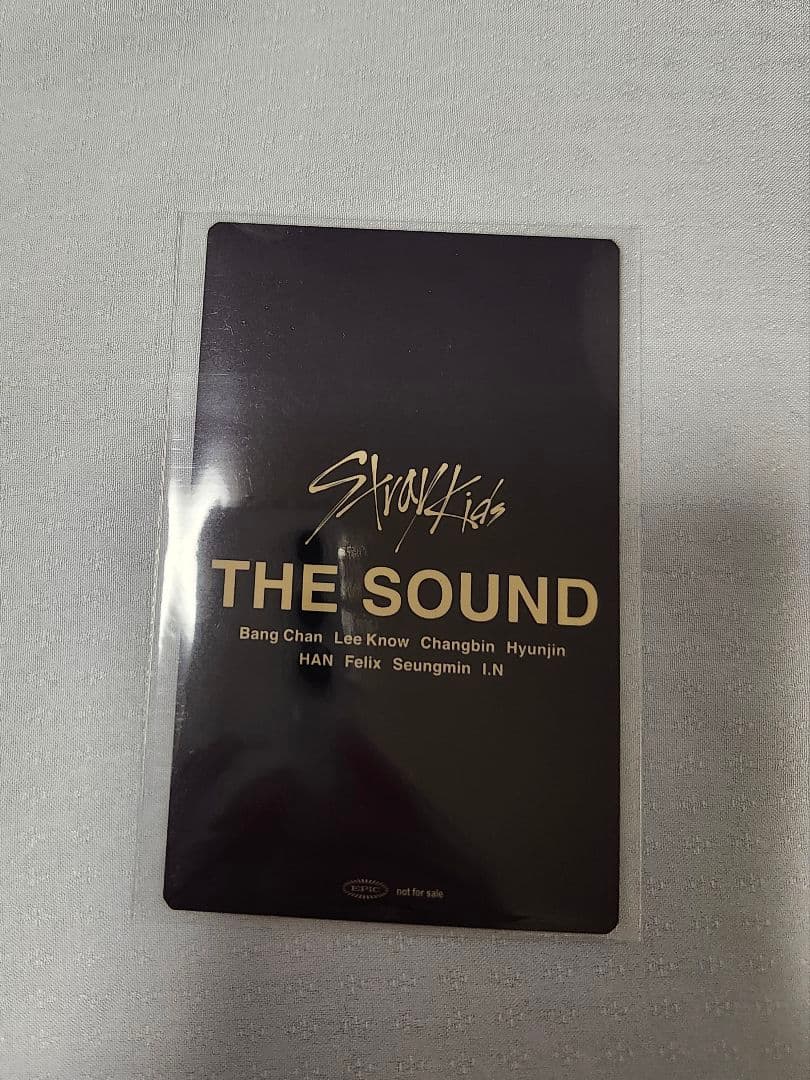 Stray Kids
THE SOUND
Bang Chan Lee Know Changbin Hyunjin
HAN Felix Seungmin I.N
EPIC not for sale